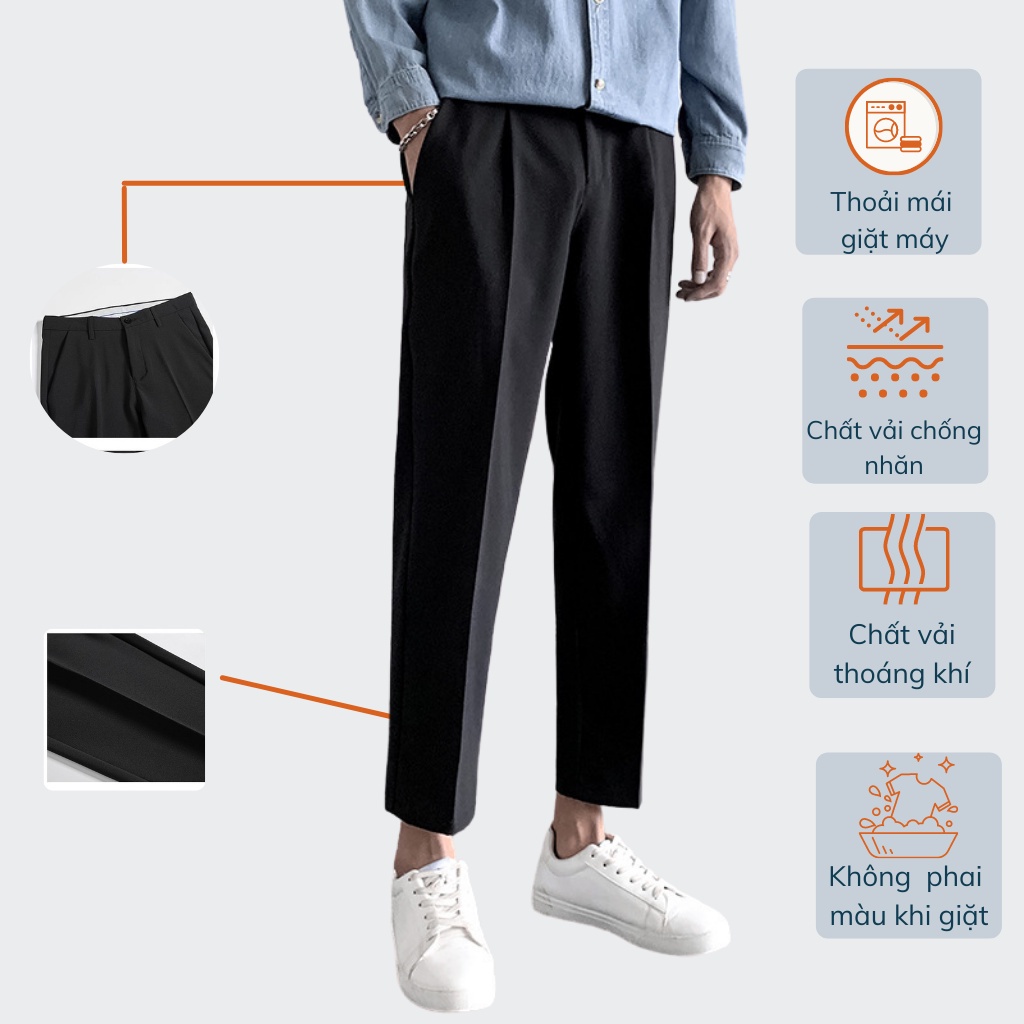 Thoải mái
giặt máy
Chất vải chống
nhăn
Chất vải
thoáng khí
Không phai
màu khi giặt